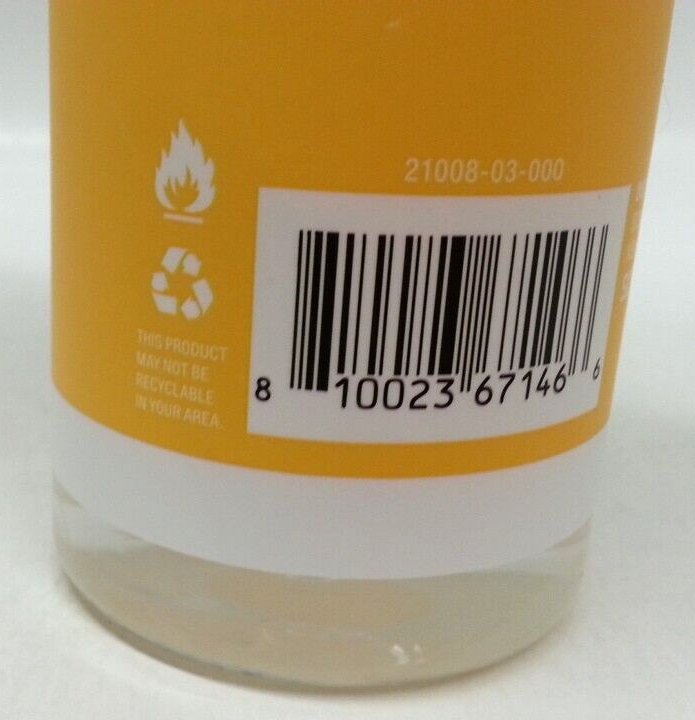 21008-03-000
THIS PRODUCT
MAY NOT BE
RECYCLABLE
IN YOUR AREA.
8 10023 67146 6